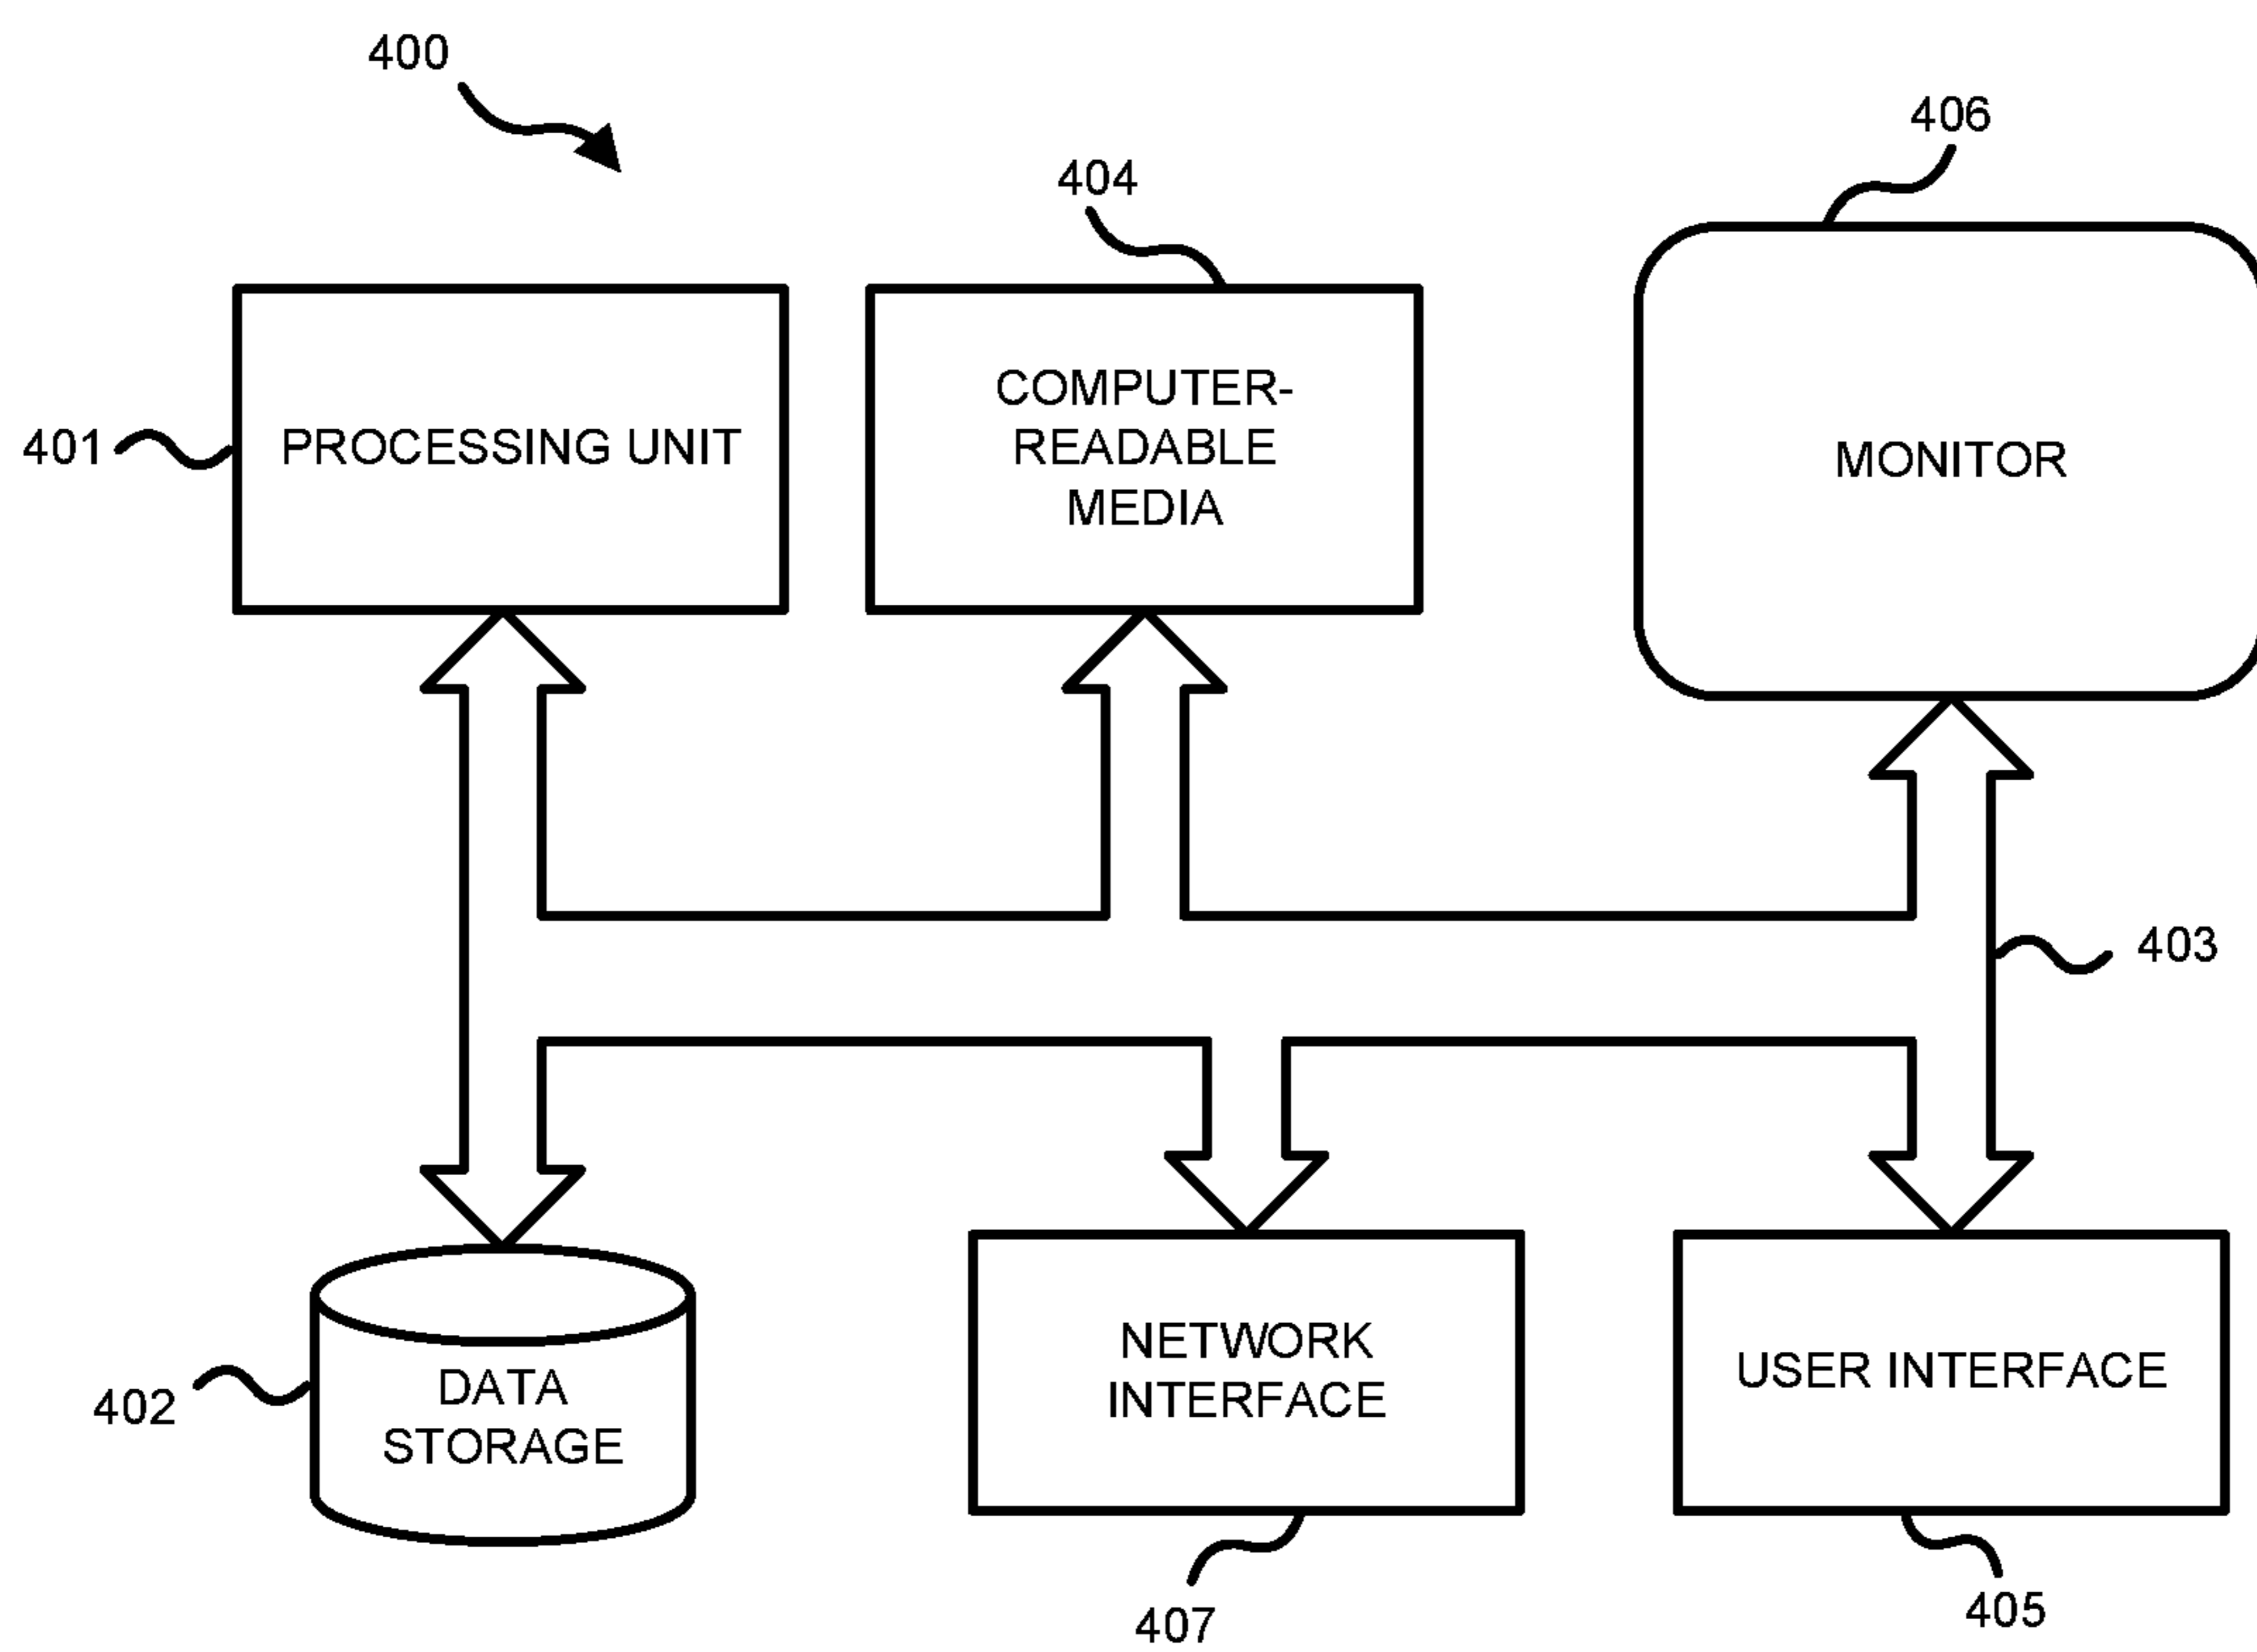 400
406
404
COMPUTER-
READABLE
MEDIA
401
PROCESSING UNIT
MONITOR
403
402
DATA
STORAGE
NETWORK
INTERFACE
USER INTERFACE
407
405